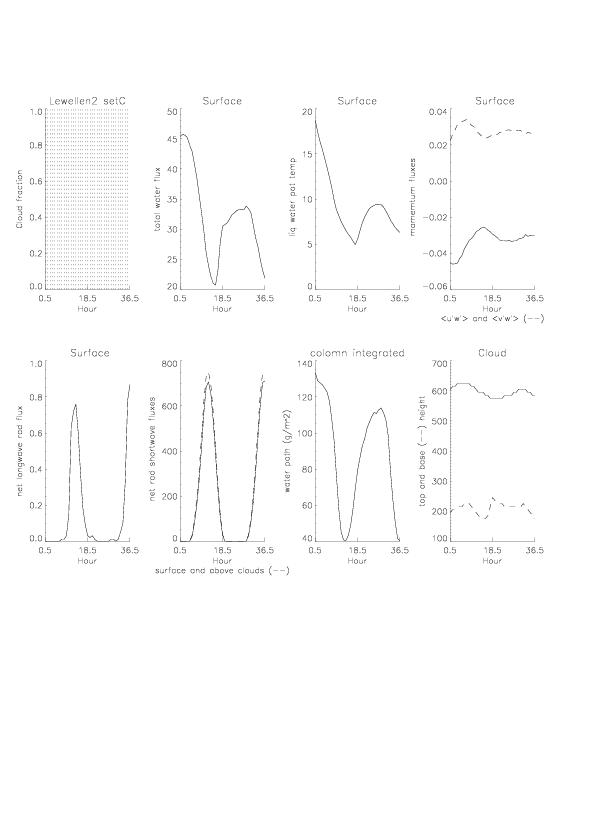 Lewellen2 setC
Cloud fraction
1.0
0.8
0.6
0.4
0.2
0.0
0.5 18.5 36.5
Hour
Surface
total water flux
50
45
40
35
30
25
20
0.5 18.5 36.5
Hour
Surface
liq water pot temp
20
15
10
5
0
0.5 18.5 36.5
Hour
Surface
momemtum fluxes
0.04
0.02
0.00
−0.02
−0.04
−0.06
0.5 18.5 36.5
Hour
<u'w'> and <v'w'> (−−)
Surface
net longwave rad flux
1.0
0.8
0.6
0.4
0.2
0.0
0.5 18.5 36.5
Hour
net rad shortwave fluxes
800
600
400
200
0
0.5 18.5 36.5
Hour
surface and above clouds (−−)
colomn integrated
water path (g/m2)
140
120
100
80
60
40
0.5 18.5 36.5
Hour
Cloud
top and base (−−) height
700
600
500
400
300
200
100
0.5 18.5 36.5
Hour